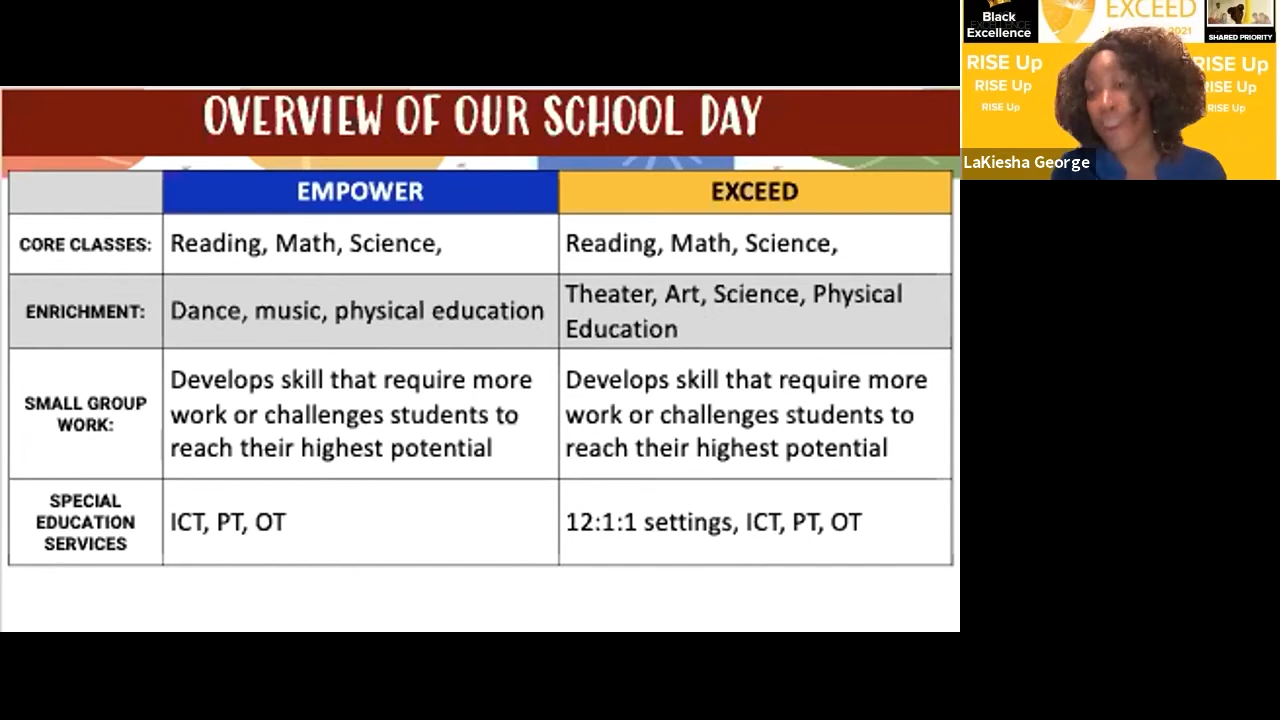 OVERVIEW OF OUR SCHOOL DAY
EMPOWER
EXCEED
CORE CLASSES:
Reading, Math, Science,
Reading, Math, Science,
ENRICHMENT:
Dance, music, physical education
Theater, Art, Science, Physical
Education
SMALL GROUP
WORK:
Develops skill that require more
work or challenges students to
reach their highest potential
Develops skill that require more
work or challenges students to
reach their highest potential
SPECIAL
EDUCATION
SERVICES
ICT, PT, OT
12:1:1 settings, ICT, PT, OT
Black
Excellence
EXCEED
2021
SHARED PRIORITY
RISE Up
RISE Up
RISE Up
RISE Up
RISE Up
RISE Up
LaKiesha George